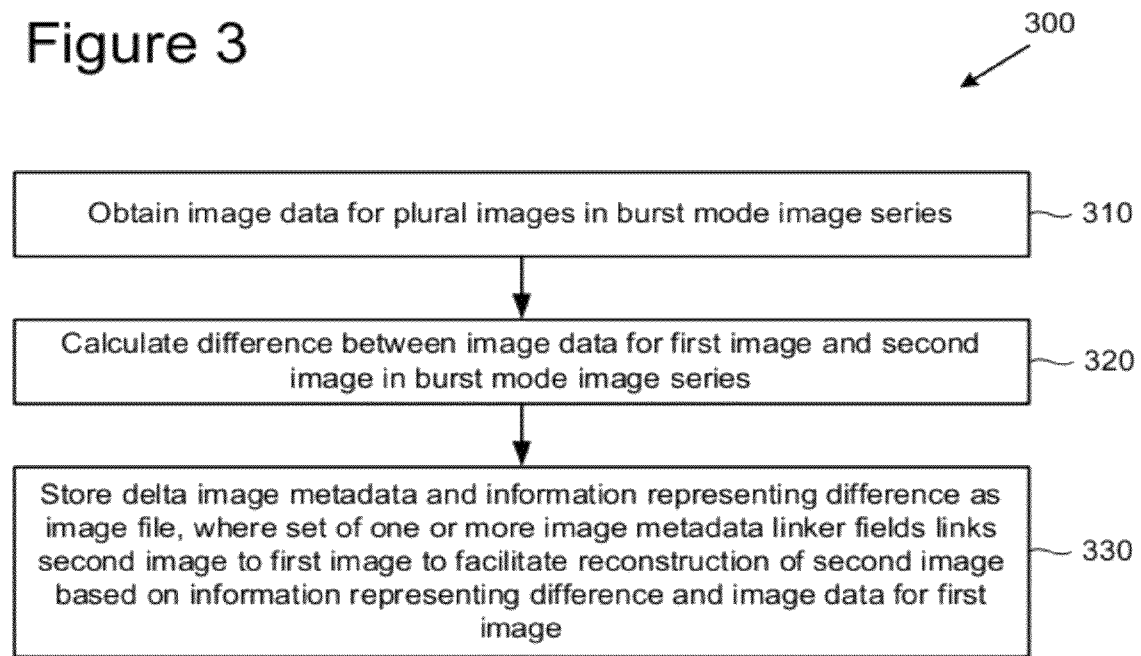 Figure 3
300
Obtain image data for plural images in burst mode image series
310
Calculate difference between image data for first image and second
image in burst mode image series
320
Store delta image metadata and information representing difference as
image file, where set of one or more image metadata linker fields links
second image to first image to facilitate reconstruction of second image
based on information representing difference and image data for first
image
330